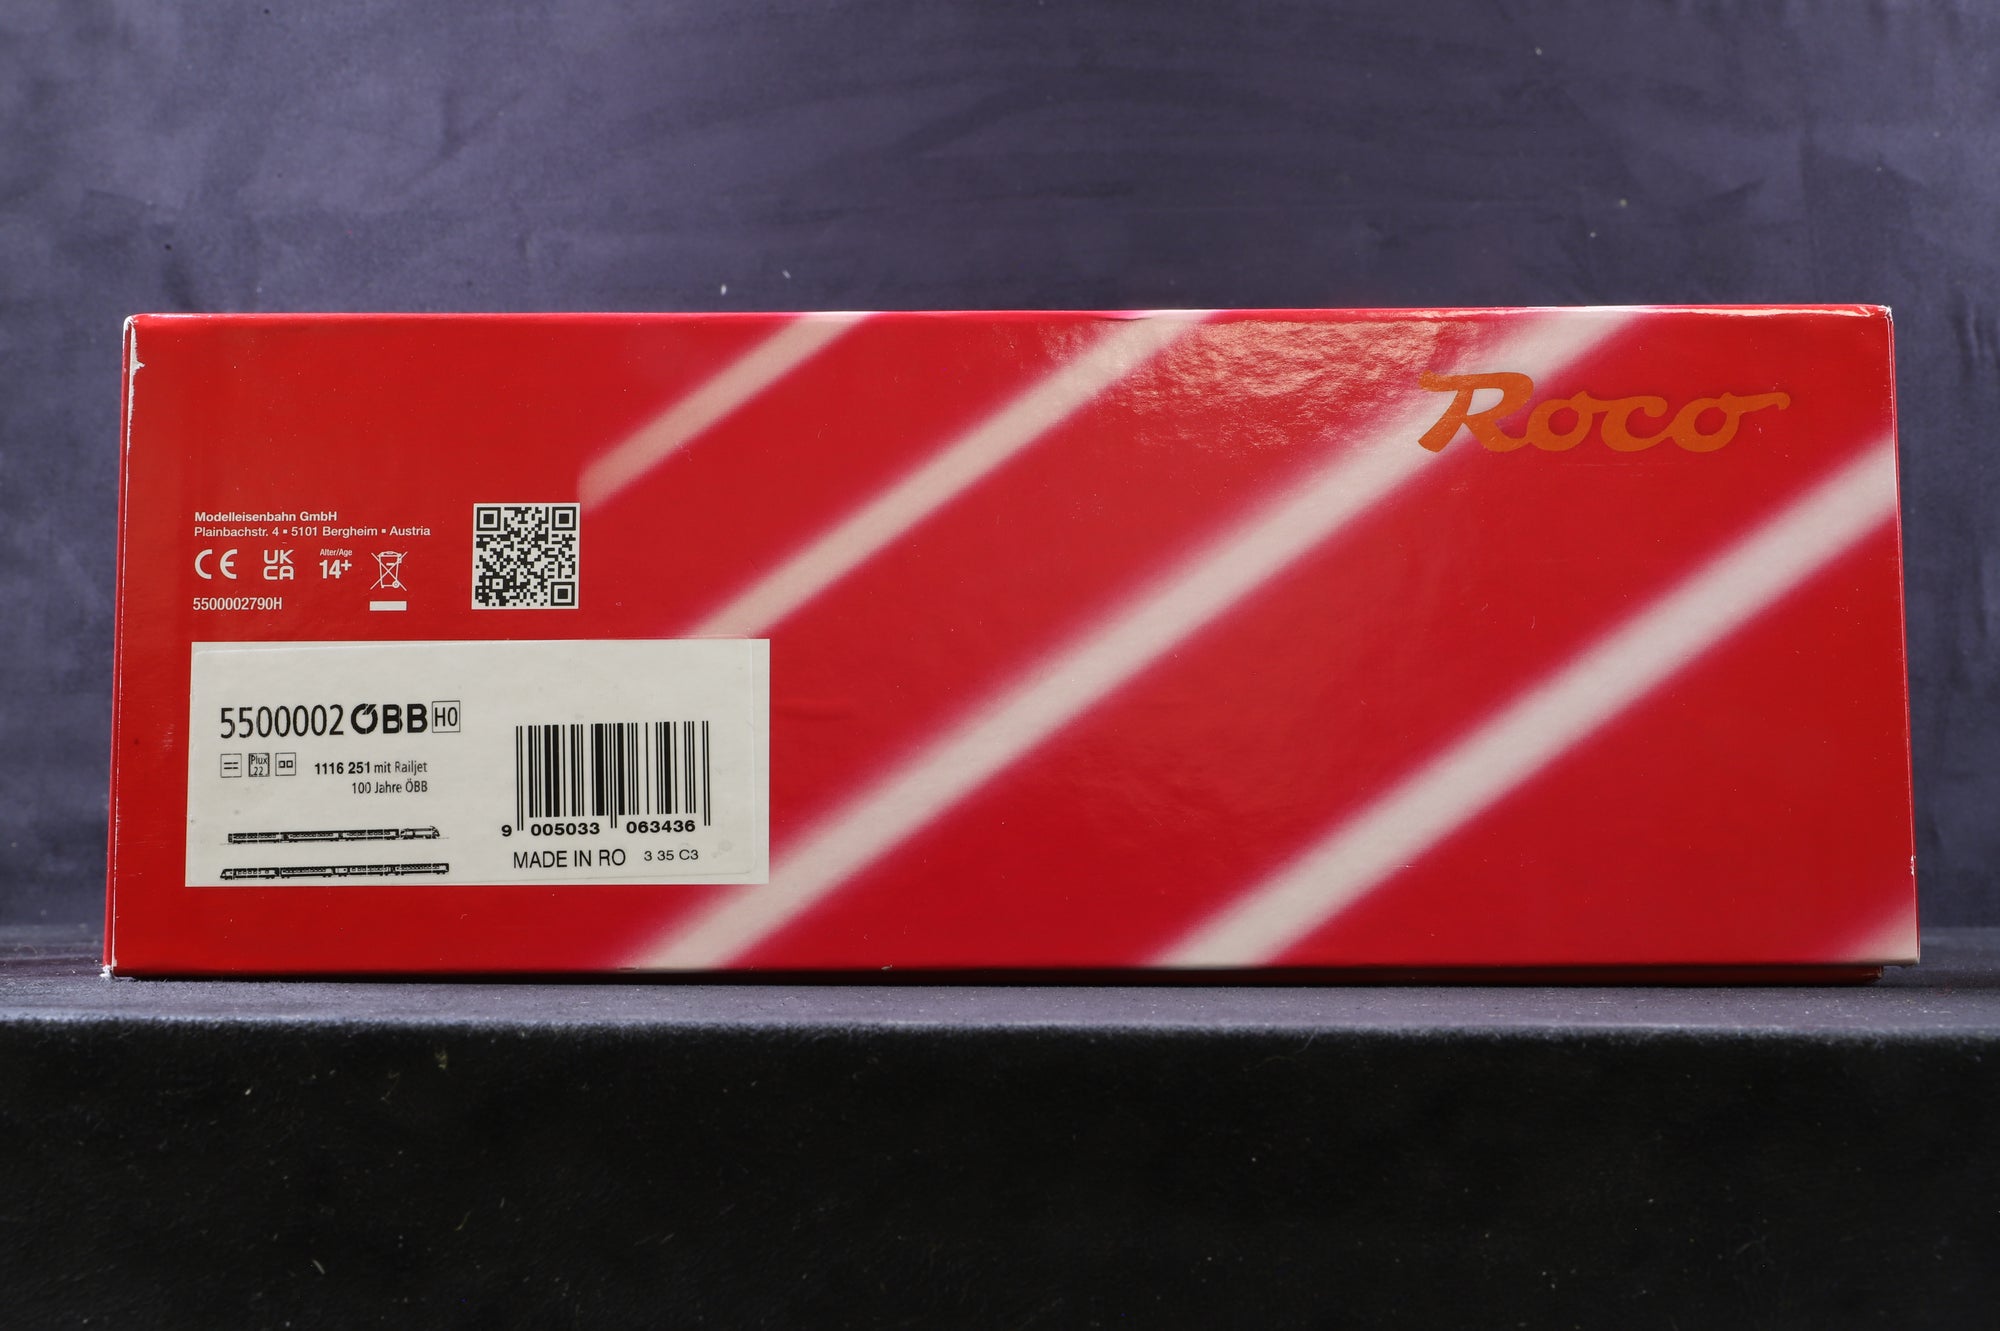 Roco
Modelleisenbahn GmbH
Plainbachstr. 4 ▪ 5101 Bergheim ▪ Austria
CE UK CA Alter/Age 14+
5500002790H
5500002 ÖBB H0
Plux 22
1116 251 mit Railjet
100 Jahre ÖBB
9 005033 063436
MADE IN RO 3 35 C3